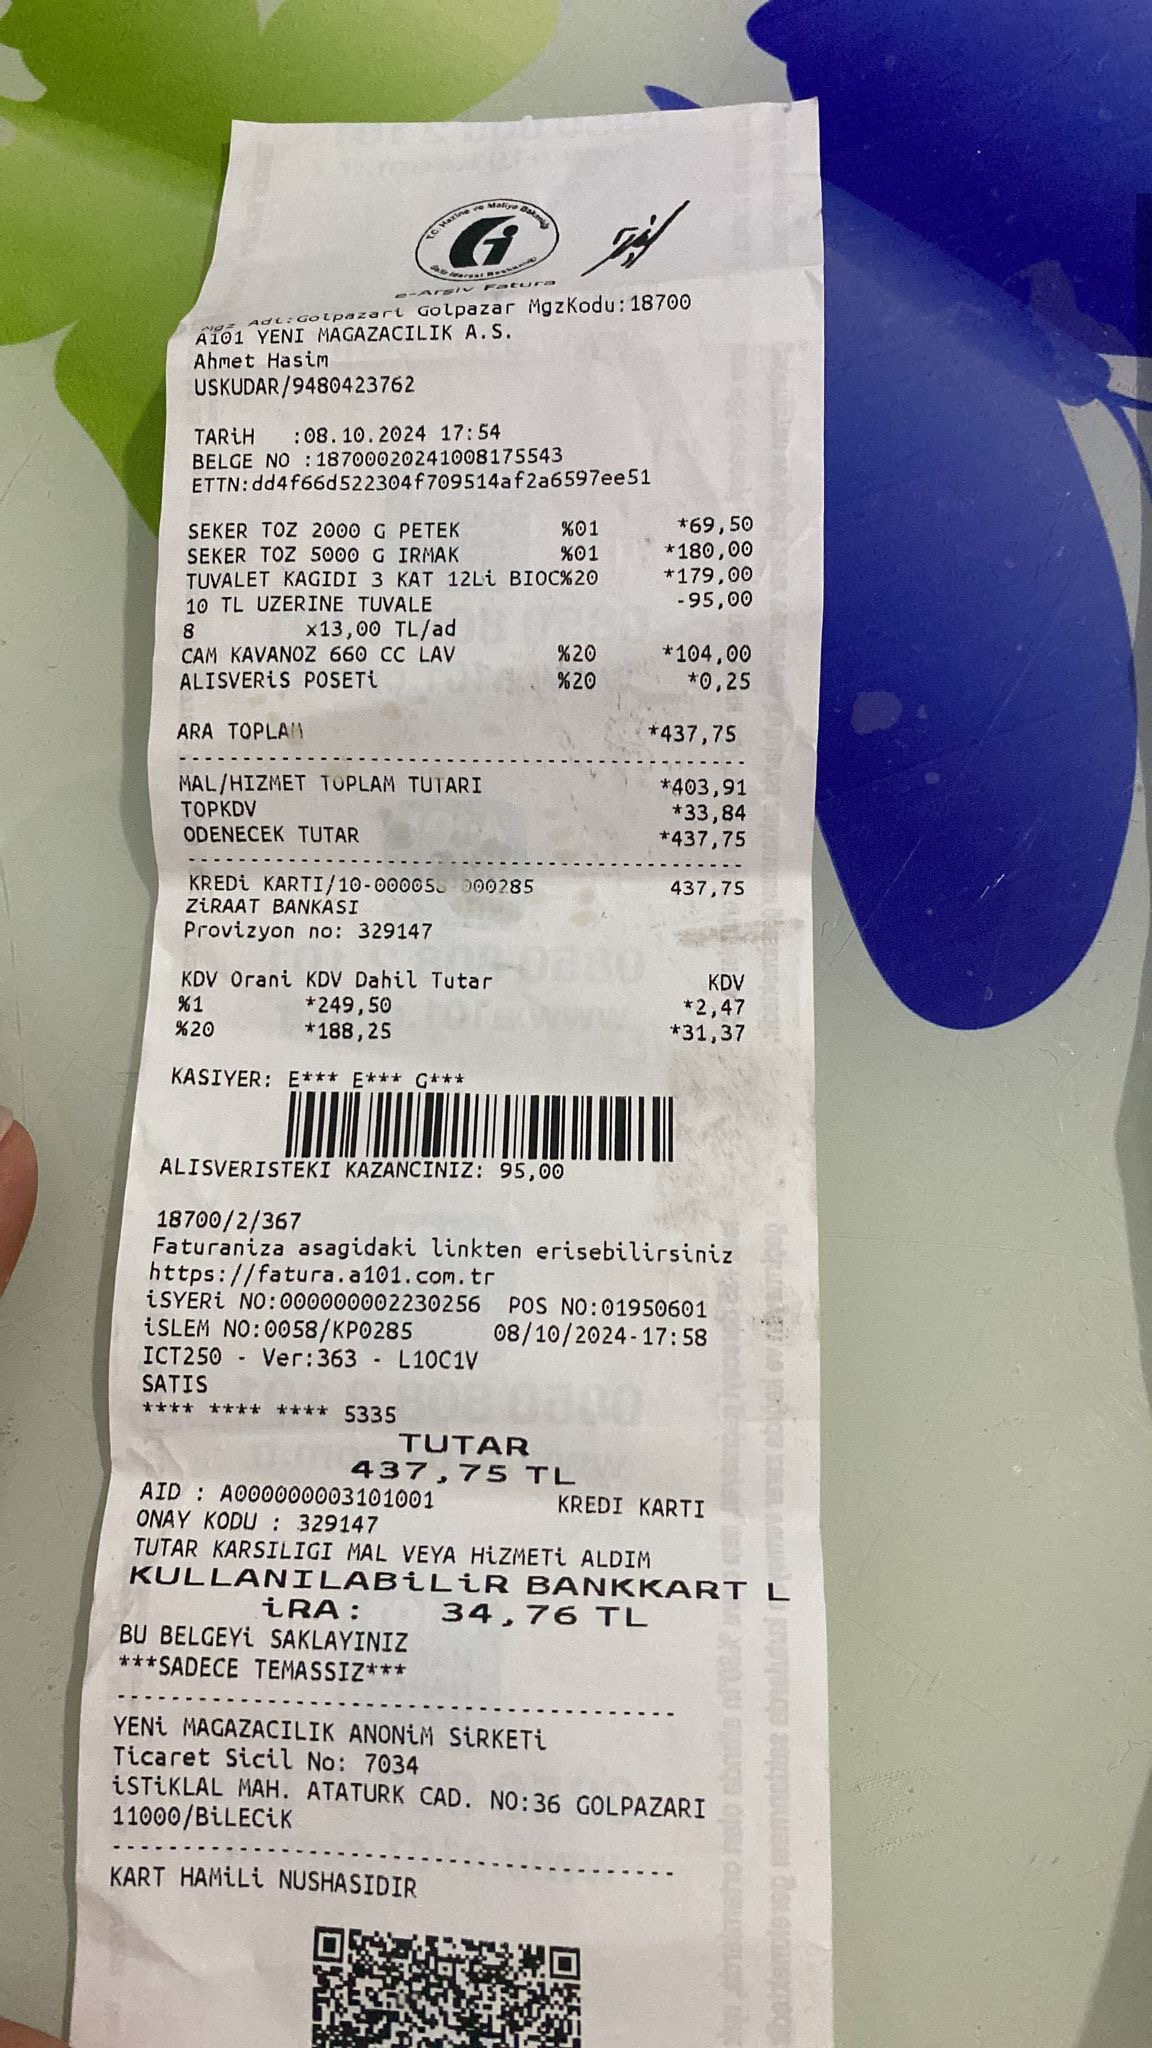 T.C. Hazine ve Maliye Bakanlığı
Gelir İdaresi Başkanlığı
e-Arşiv Fatura
Mgz Adi:Golpazari Golpazar MgzKodu:18700
A101 YENI MAGAZACILIK A.S.
Ahmet Hasim
USKUDAR/9480423762
TARiH :08.10.2024 17:54
BELGE NO :1870002024100817554​3
ETTN:dd4f66d522304f709514af2a6597ee51
SEKER TOZ 2000 G PETEK %01 *69,50
SEKER TOZ 5000 G IRMAK %01 *180,00
TUVALET KAGIDI 3 KAT 12Li BIOC%20 *179,00
10 TL UZERINE TUVALE -95,00
8 x13,00 TL/ad
CAM KAVANOZ 660 CC LAV %20 *104,00
ALISVERiS POSETi %20 *0,25
ARA TOPLAM *437,75
MAL/HIZMET TOPLAM TUTARI *403,91
TOPKDV *33,84
ODENECEK TUTAR *437,75
KREDi KARTI/10-000058-000285 437,75
ZiRAAT BANKASI
Provizyon no: 329147
KDV Orani KDV Dahil Tutar KDV
%1 *249,50 *2,47
%20 *188,25 *31,37
KASIYER: E*** E*** G***
ALISVERISTEKI KAZANCINIZ: 95,00
18700/2/367
Faturaniza asagidaki linkten erisebilirsiniz
https://fatura.a101.com.tr
iSYERi NO:000000002230256 POS NO:01950601
iSLEM NO:0058/KP0285 08/10/2024-17:58
ICT250 - Ver:363 - L10C1V
SATIS
**** **** **** 5335
TUTAR
437,75 TL
AID : A0000000031​01001 KREDI KARTI
ONAY KODU : 329147
TUTAR KARSILIGI MAL VEYA HiZMETi ALDIM
KULLANILABiLiR BANKKART L
iRA: 34,76 TL
BU BELGEYi SAKLAYINIZ
***SADECE TEMASSIZ***
YENi MAGAZACILIK ANONiM SiRKETi
Ticaret Sicil No: 7034
iSTiKLAL MAH. ATATURK CAD. NO:36 GOLPAZARI
11000/BiLECiK
KART HAMiLi NUSHASIDIR